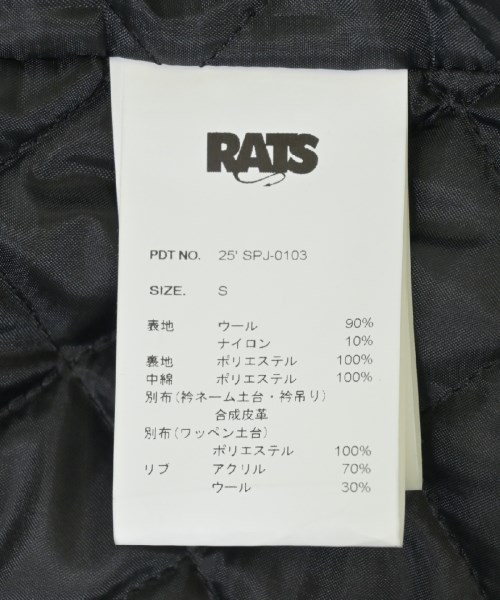 RATS
PDT NO. 25' SPJ-0103
SIZE. S
表地 ウール 90%
ナイロン 10%
裏地 ポリエステル 100%
中綿 ポリエステル 100%
別布(衿ネーム土台・衿吊り)
合成皮革
別布(ワッペン土台)
ポリエステル 100%
リブ アクリル 70%
ウール 30%